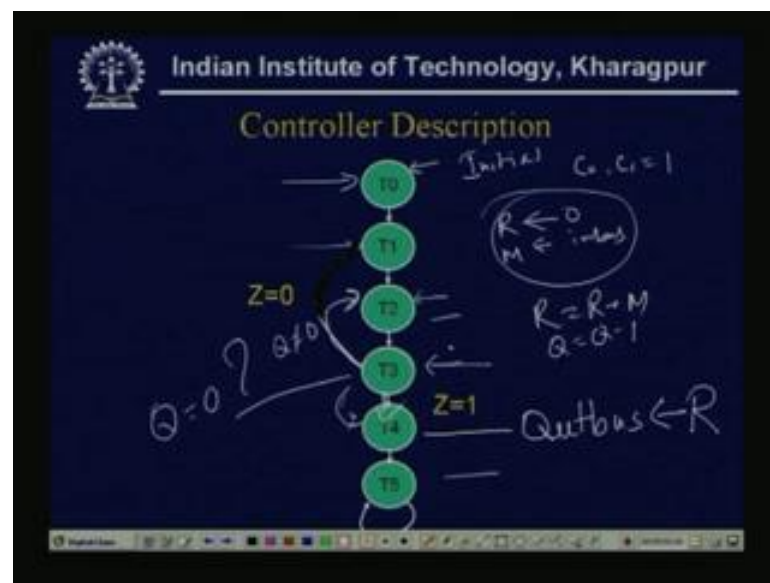 Indian Institute of Technology, Kharagpur
Controller Description
T0
Initial C0, C1 = 1
T1
R ← 0
M ←
Z=0
T2
R = R + M
Q = Q - 1
Q≠0
T3
Q=0 ?
Z=1
T4
Outbus ← R
T5